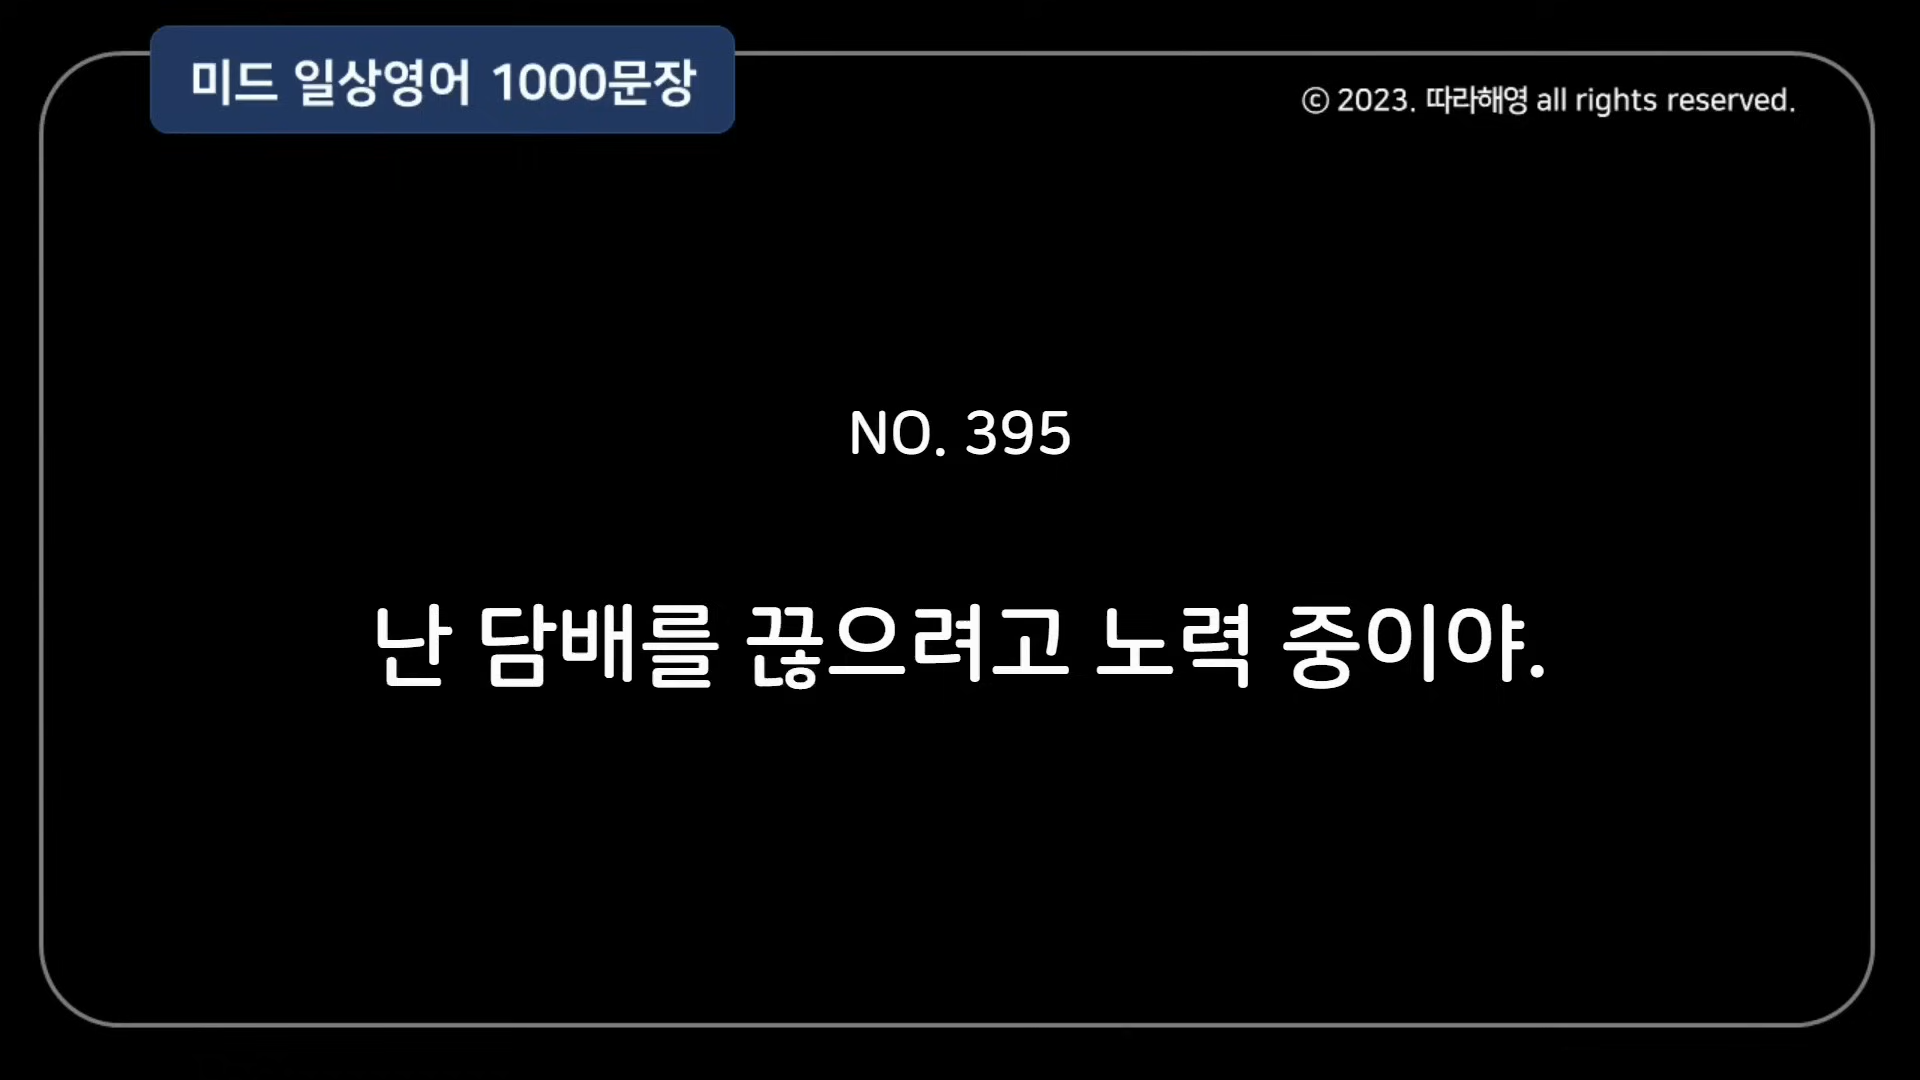 미드 일상영어 1000문장
ⓒ 2023. 따라해영 all rights reserved.
NO. 395
난 담배를 끊으려고 노력 중이야.